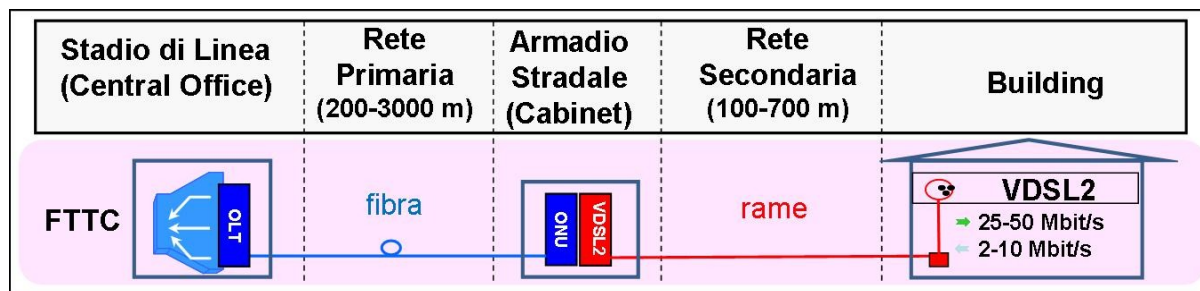 Stadio di Linea
(Central Office)
Rete
Primaria
(200-3000 m)
Armadio
Stradale
(Cabinet)
Rete
Secondaria
(100-700 m)
Building
FTTC
OLT
fibra
ONU
VDSL2
rame
VDSL2
25-50 Mbit/s
2-10 Mbit/s